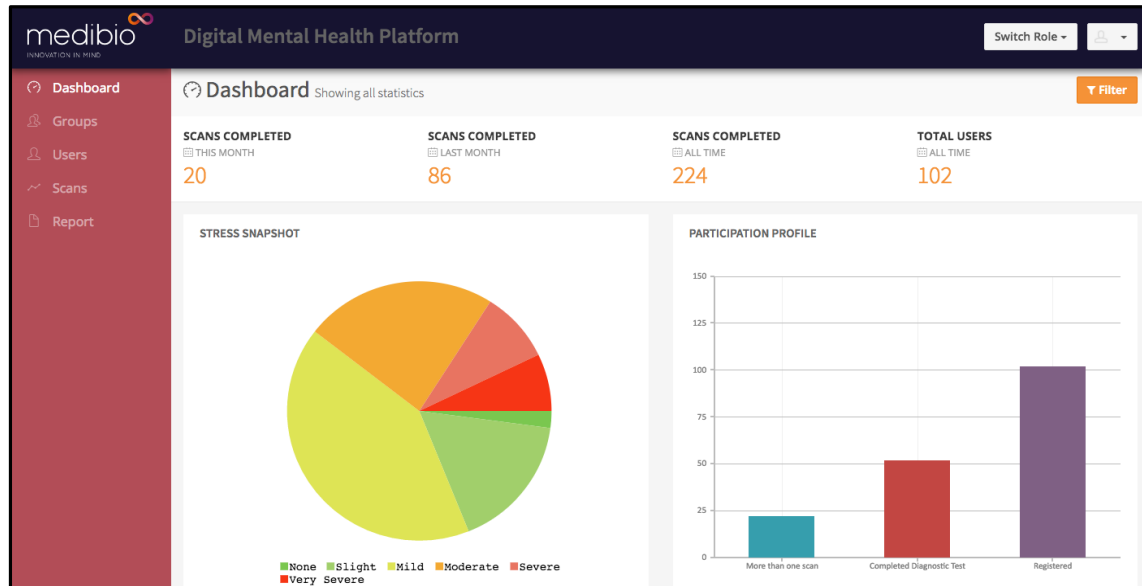 medibio
INNOVATION IN MIND
Digital Mental Health Platform
Switch Role
Dashboard
Groups
Users
Scans
Report
Dashboard Showing all statistics
Filter
SCANS COMPLETED
THIS MONTH
20
SCANS COMPLETED
LAST MONTH
86
SCANS COMPLETED
ALL TIME
224
TOTAL USERS
ALL TIME
102
STRESS SNAPSHOT
None Slight Mild Moderate Severe
Very Severe
PARTICIPATION PROFILE
150
125
100
75
50
25
0
More than one scan
Completed Diagnostic Test
Registered